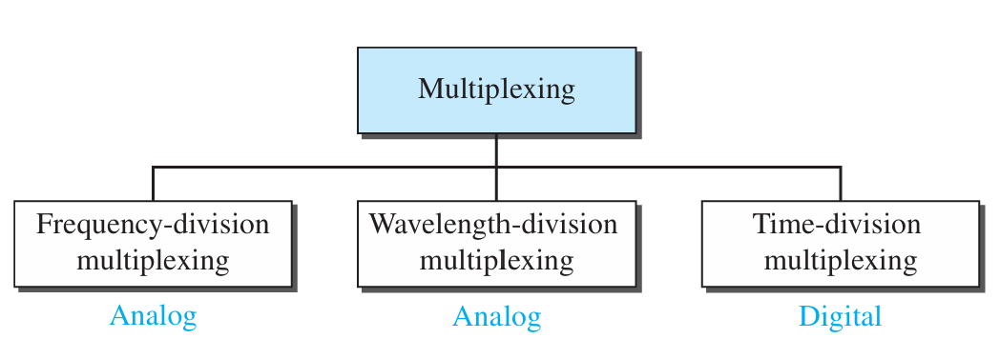 Multiplexing
Frequency-division
multiplexing
Wavelength-division
multiplexing
Time-division
multiplexing
Analog
Analog
Digital